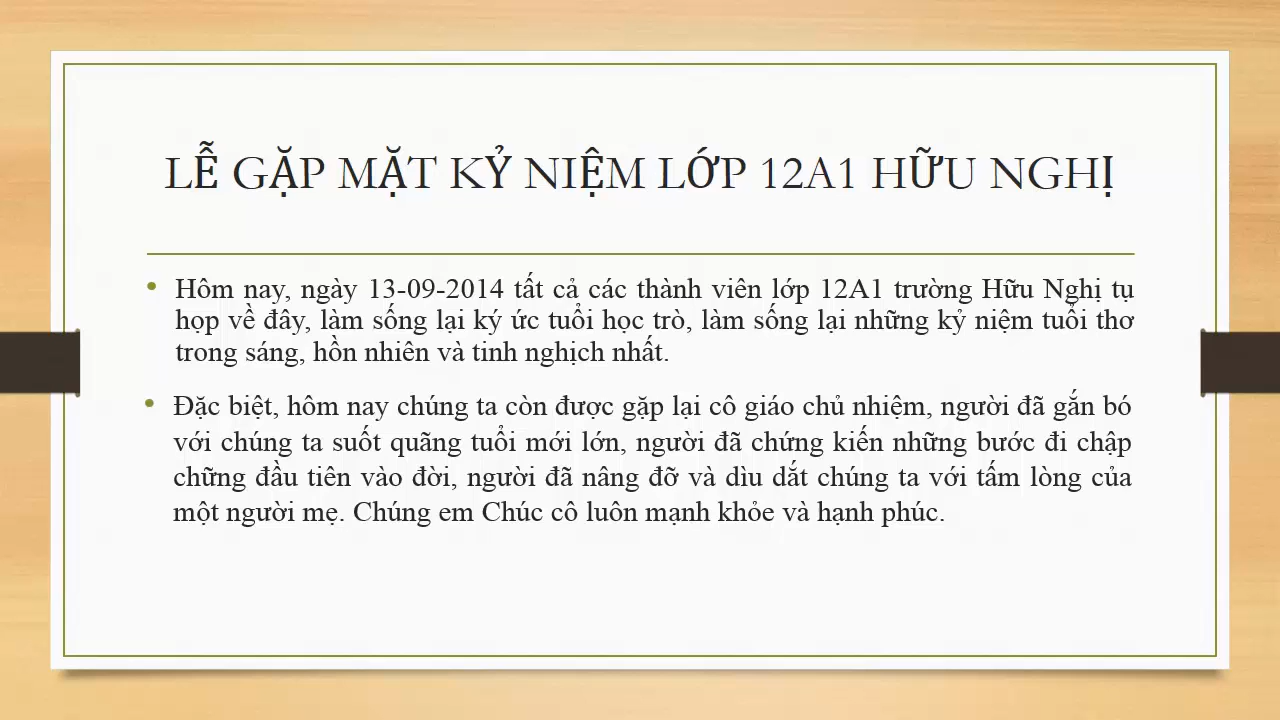 LỄ GẶP MẶT KỶ NIỆM LỚP 12A1 HỮU NGHỊ
• Hôm nay, ngày 13-09-2014 tất cả các thành viên lớp 12A1 trường Hữu Nghị tụ
họp về đây, làm sống lại ký ức tuổi học trò, làm sống lại những kỷ niệm tuổi thơ
trong sáng, hồn nhiên và tinh nghịch nhất.
• Đặc biệt, hôm nay chúng ta còn được gặp lại cô giáo chủ nhiệm, người đã gắn bó
với chúng ta suốt quãng tuổi mới lớn, người đã chứng kiến những bước đi chập
chững đầu tiên vào đời, người đã nâng đỡ và dìu dắt chúng ta với tấm lòng của
một người mẹ. Chúng em Chúc cô luôn mạnh khỏe và hạnh phúc.